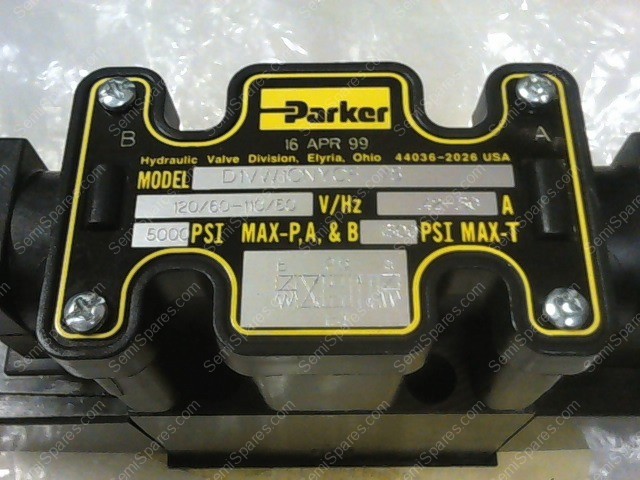 Parker
16 APR 99
B A
Hydraulic Valve Division, Elyria, Ohio 44036-2026 USA
MODEL
120/60-110/50 V/Hz A
5000 PSI MAX-P,A, & B PSI MAX-T